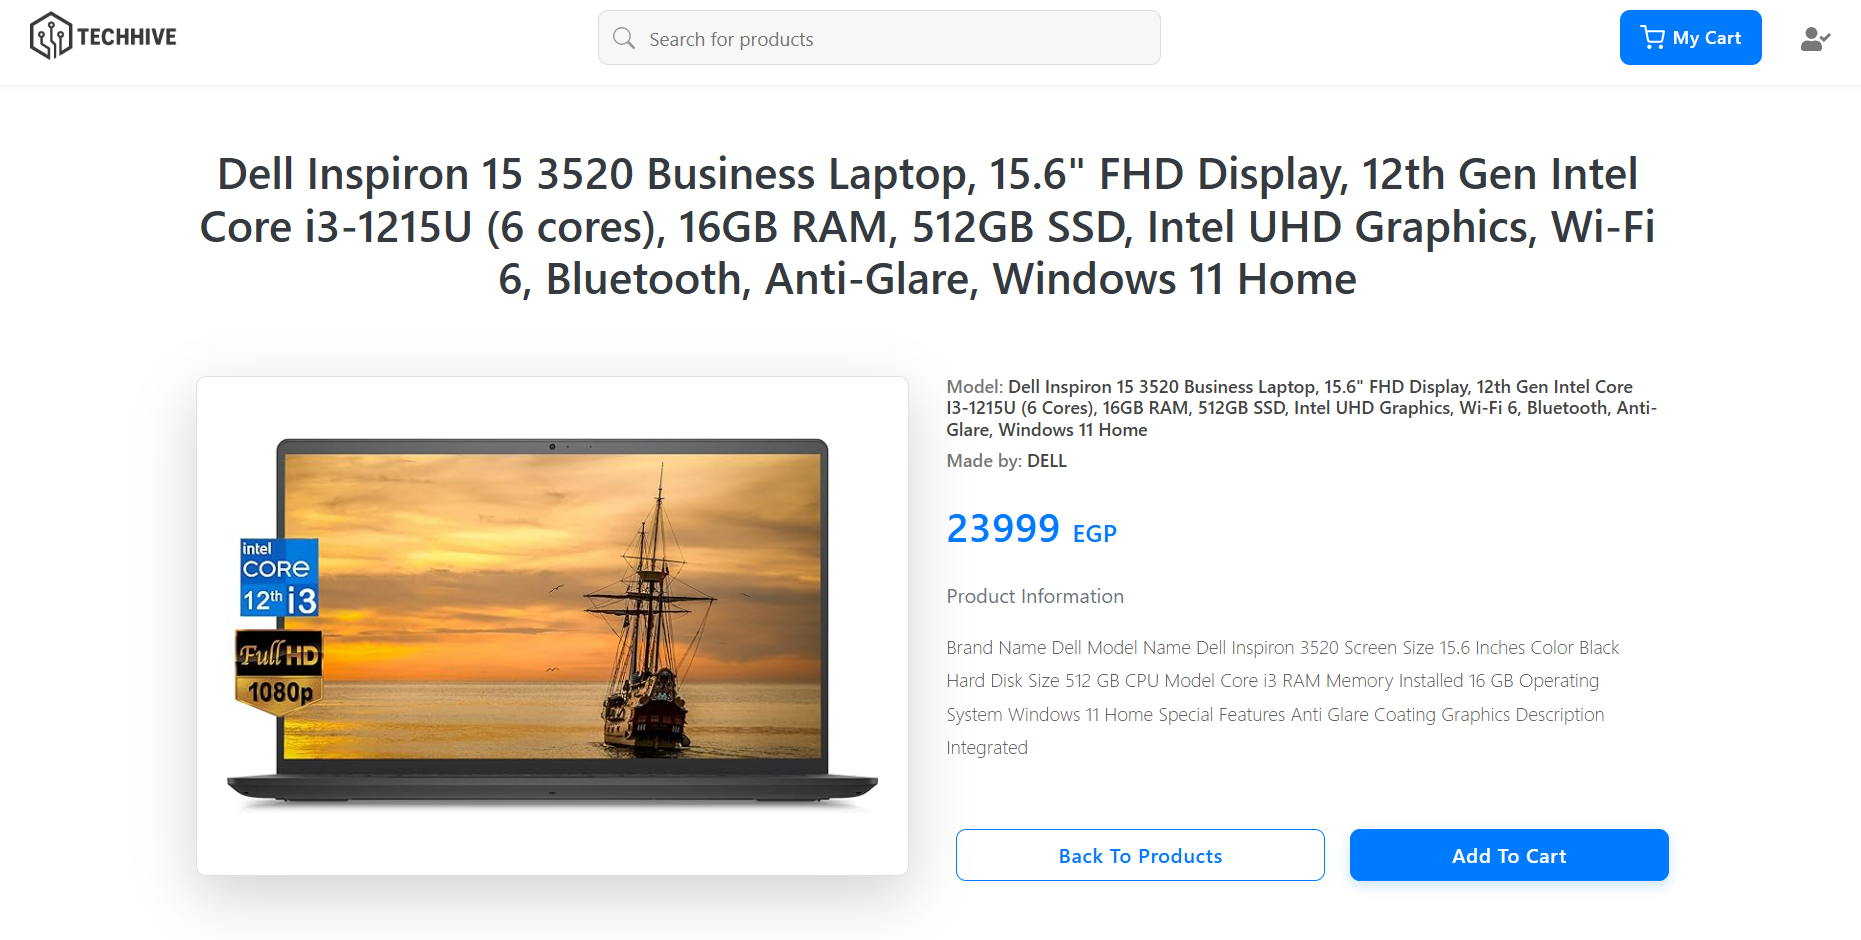 TECHHIVE
Search for products
My Cart
Dell Inspiron 15 3520 Business Laptop, 15.6" FHD Display, 12th Gen Intel
Core i3-1215U (6 cores), 16GB RAM, 512GB SSD, Intel UHD Graphics, Wi-Fi
6, Bluetooth, Anti-Glare, Windows 11 Home
intel
CORE
12th i3
Full HD
1080p
Model: Dell Inspiron 15 3520 Business Laptop, 15.6" FHD Display, 12th Gen Intel Core
I3-1215U (6 Cores), 16GB RAM, 512GB SSD, Intel UHD Graphics, Wi-Fi 6, Bluetooth, Anti-
Glare, Windows 11 Home
Made by: DELL
23999 EGP
Product Information
Brand Name Dell Model Name Dell Inspiron 3520 Screen Size 15.6 Inches Color Black
Hard Disk Size 512 GB CPU Model Core i3 RAM Memory Installed 16 GB Operating
System Windows 11 Home Special Features Anti Glare Coating Graphics Description
Integrated
Back To Products
Add To Cart